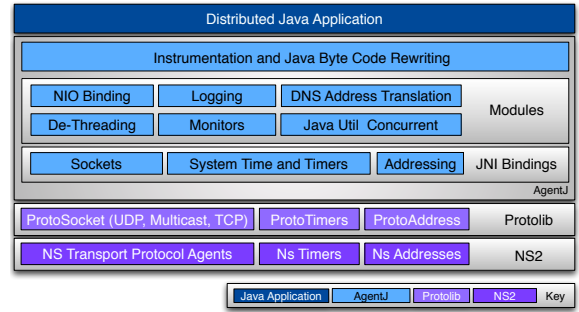 Distributed Java Application
Instrumentation and Java Byte Code Rewriting
NIO Binding Logging DNS Address Translation
Modules
De-Threading Monitors Java Util Concurrent
Sockets System Time and Timers Addressing JNI Bindings
AgentJ
ProtoSocket (UDP, Multicast, TCP) ProtoTimers ProtoAddress Protolib
NS Transport Protocol Agents Ns Timers Ns Addresses NS2
Java Application AgentJ Protolib NS2 Key